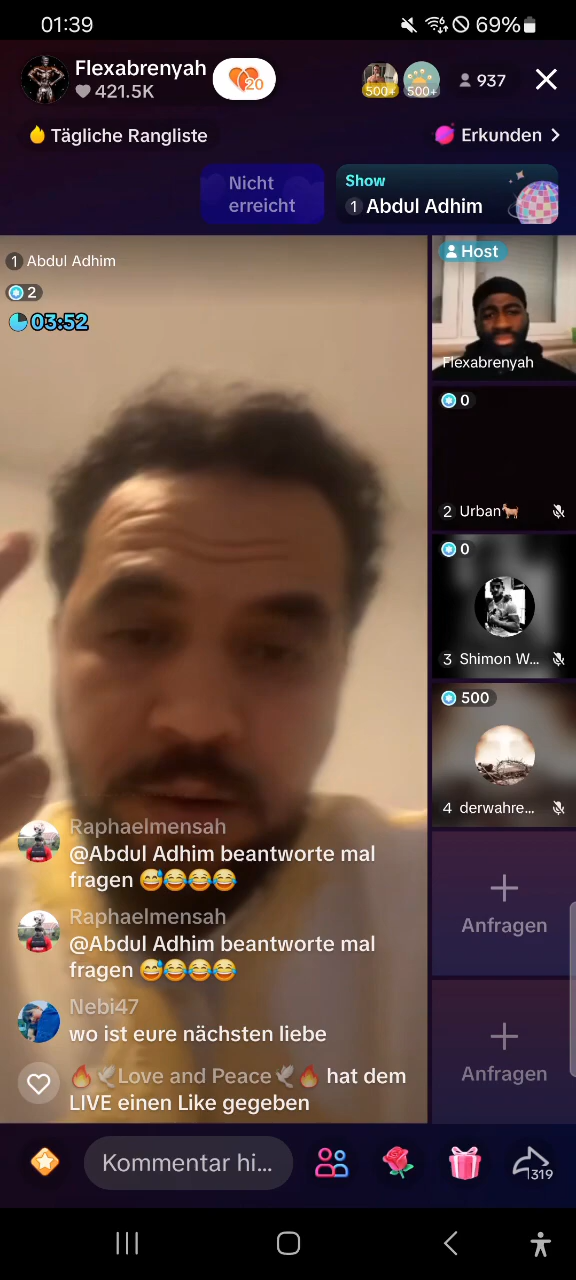 01:39
69%
Flexabrenyah
421.5K
20
500+
500+
937
Tägliche Rangliste
Erkunden
Nicht
erreicht
Show
1 Abdul Adhim
1 Abdul Adhim
2
03:52
Host
Flexabrenyah
0
2 Urban
0
3 Shimon W...
500
4 derwahre...
Anfragen
Anfragen
Raphaelmensah
@Abdul Adhim beantworte mal
fragen 😅😂😂😂
Raphaelmensah
@Abdul Adhim beantworte mal
fragen 😅😂😂😂
Nebi47
wo ist eure nächsten liebe
🔥🕊Love and Peace🕊🔥 hat dem
LIVE einen Like gegeben
Kommentar hi...
319